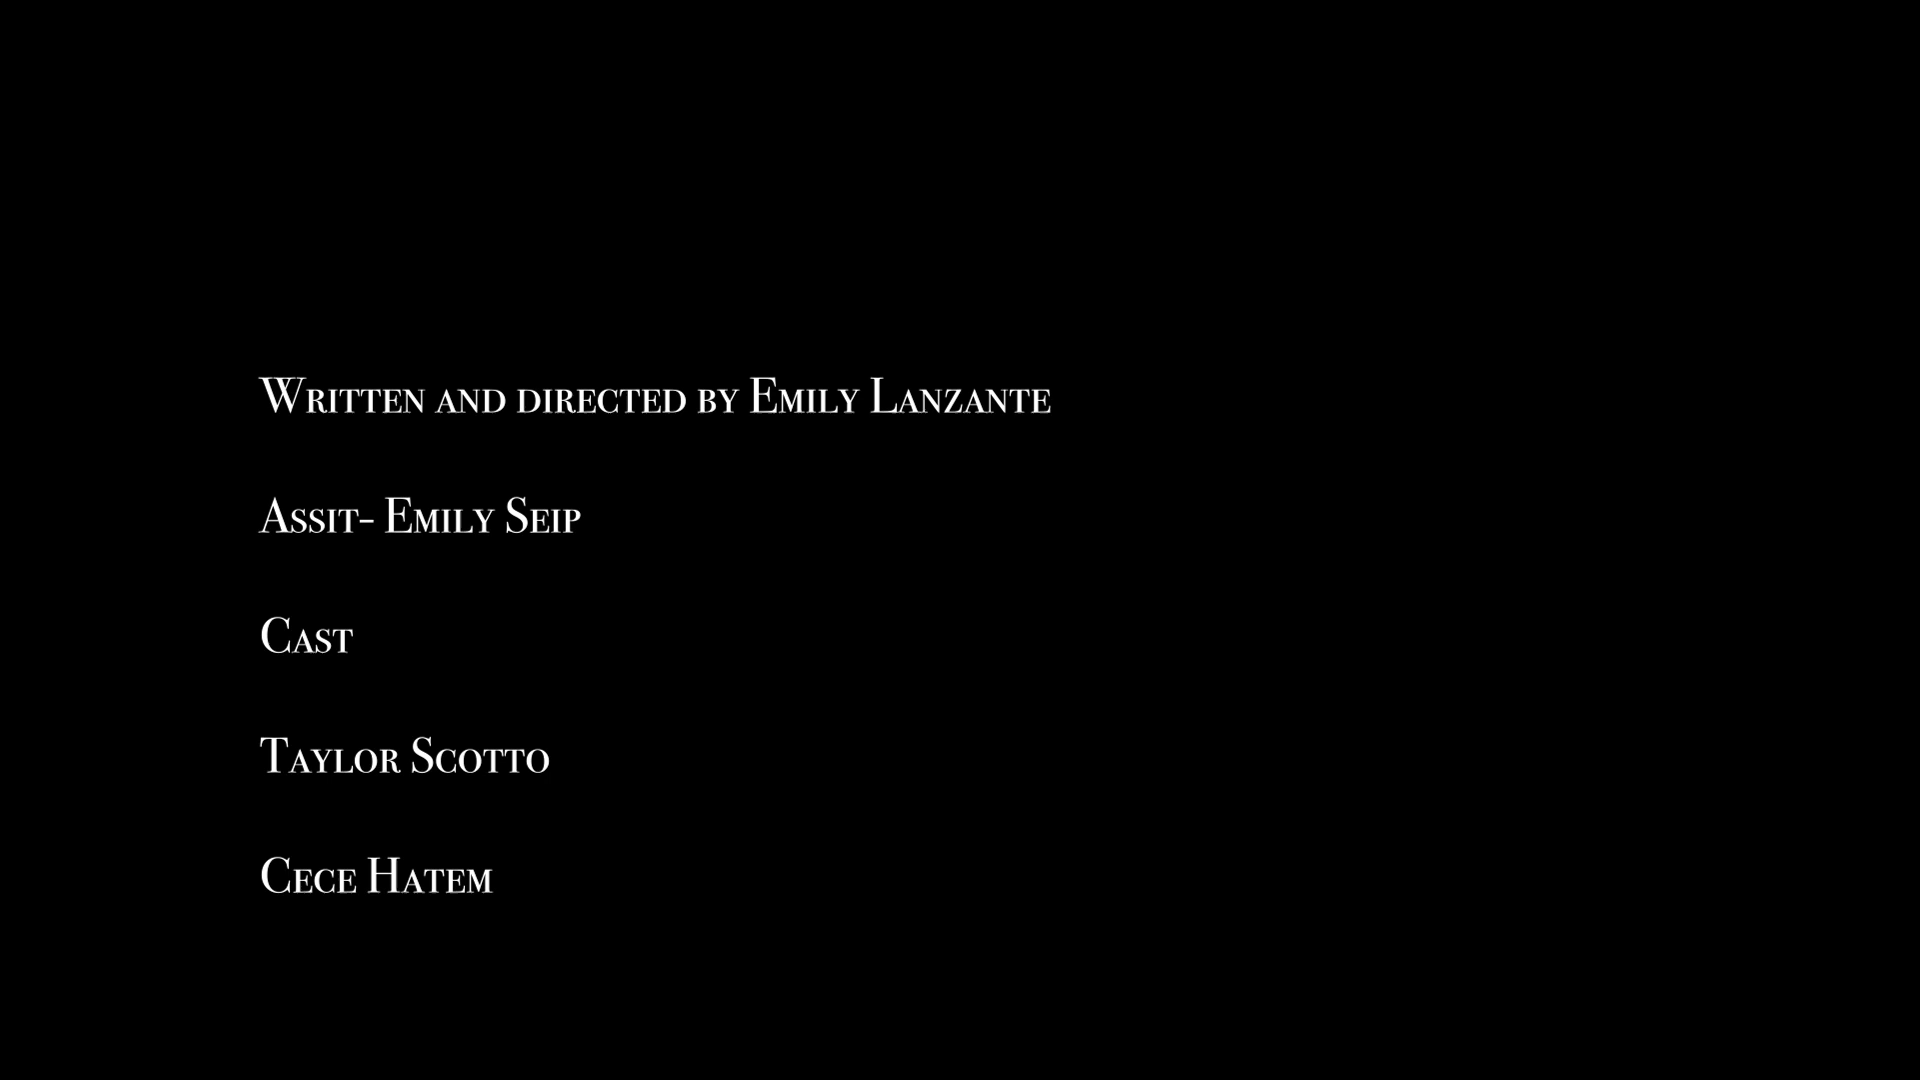 Written and directed by Emily Lanzante
Assit- Emily Seip
Cast
Taylor Scotto
Cece Hatem